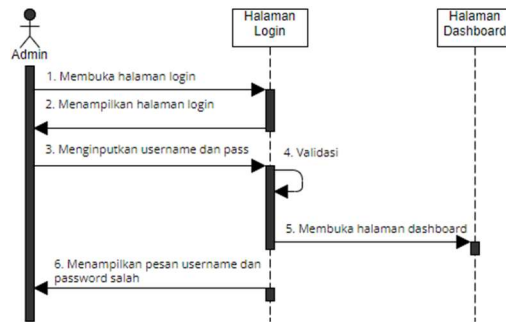 Halaman
Login
Halaman
Dashboard
Admin
1. Membuka halaman login
2. Menampilkan halaman login
3. Menginputkan username dan pass
4. Validasi
5. Membuka halaman dashboard
6. Menampilkan pesan username dan
password salah